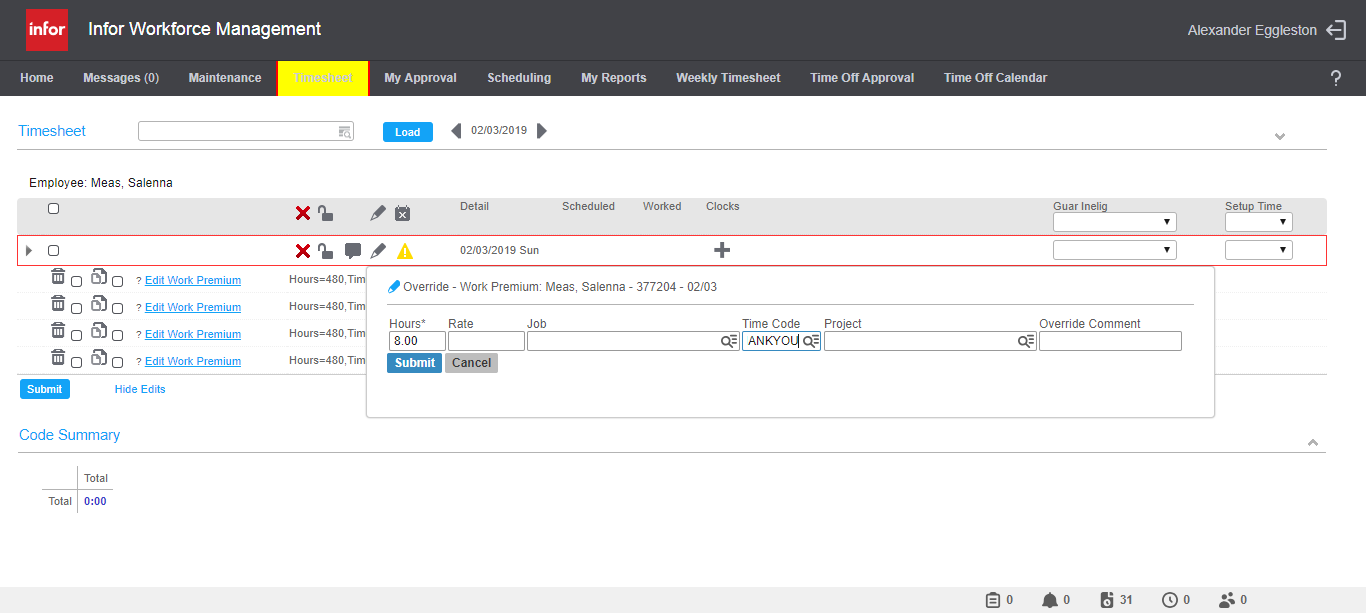 infor Infor Workforce Management Alexander Eggleston
Home Messages (0) Maintenance Timesheet My Approval Scheduling My Reports Weekly Timesheet Time Off Approval Time Off Calendar ?
Timesheet Load 02/03/2019
Employee: Meas, Salenna
Detail Scheduled Worked Clocks Guar Inelig Setup Time
02/03/2019 Sun
? Edit Work Premium Hours=480,Tim
? Edit Work Premium Hours=480,Tim
? Edit Work Premium Hours=480,Tim
? Edit Work Premium Hours=480,Tim
Override - Work Premium: Meas, Salenna - 377204 - 02/03
Hours* Rate Job Time Code Project Override Comment
8.00 ANKYOU
Submit Cancel
Submit Hide Edits
Code Summary
Total
Total 0:00
0 0 31 0 0